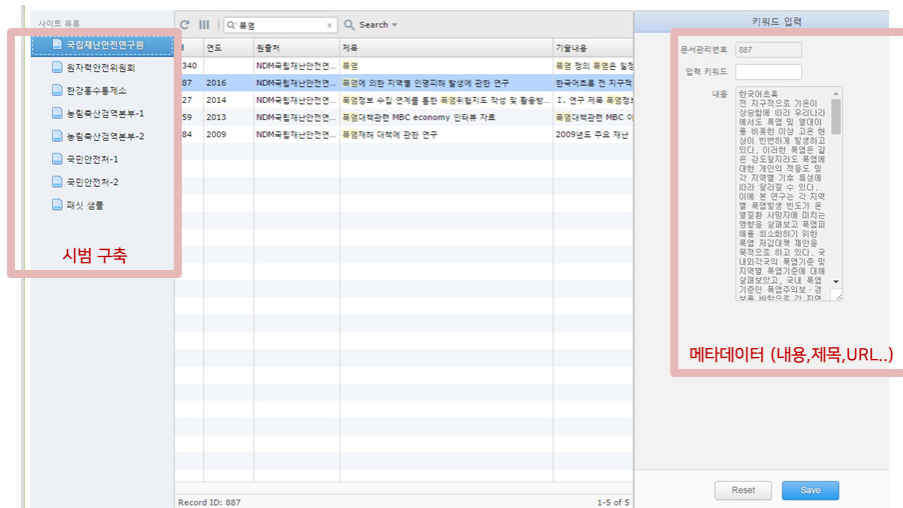 사이트 목록
국립재난안전연구원
원자력안전위원회
한강홍수통제소
농림축산검역본부-1
농림축산검역본부-2
국민안전처-1
국민안전처-2
패싯 샘플
시범 구축
폭염 x Search
연도 원출처 제목 기술내용
340 NDM국립재난안전연... 폭염 폭염 정의 폭염은 일정
87 2016 NDM국립재난안전연... 폭염에 의한 지역별 인명피해 발생에 관한 연구 한국어초록 전 지구적
27 2014 NDM국립재난안전연... 폭염정보 수집·연계를 통한 폭염위험지도 작성 및 활용방... I. 연구 제목 폭염정보
59 2013 NDM국립재난안전연... 폭염대책관련 MBC economy 인터뷰 자료 폭염대책관련 MBC
84 2009 NDM국립재난안전연... 폭염재해 대책에 관한 연구 2009년도 주요 재난
Record ID: 887 1-5 of 5
키워드 입력
문서관리번호 887
입력 키워드
내용 한국어초록
전 지구적으로 기온이
상승함에 따라 우리나라
에서도 폭염 및 열대야
를 비롯한 이상 고온 현
상이 빈번하게 발생하고
있다. 이러한 폭염은 같
은 강도일지라도 폭염에
대한 개인의 적응도 및
각 지역별 기후 특성에
따라 달라질 수 있다.
이에 본 연구는 각 지역
별 폭염발생 빈도가 온
열질환 사망자에 미치는
영향을 살펴보고 폭염피
해를 최소화하기 위한
폭염 저감대책 제안을
목적으로 하고 있다. 국
내외각국의 폭염기준 및
지역별 폭염기준에 대해
살펴보았고, 국내 폭염
기준인 폭염주의보·경
보를 바탕으로 각 지역
메타데이터 (내용,제목,URL..)
Reset Save